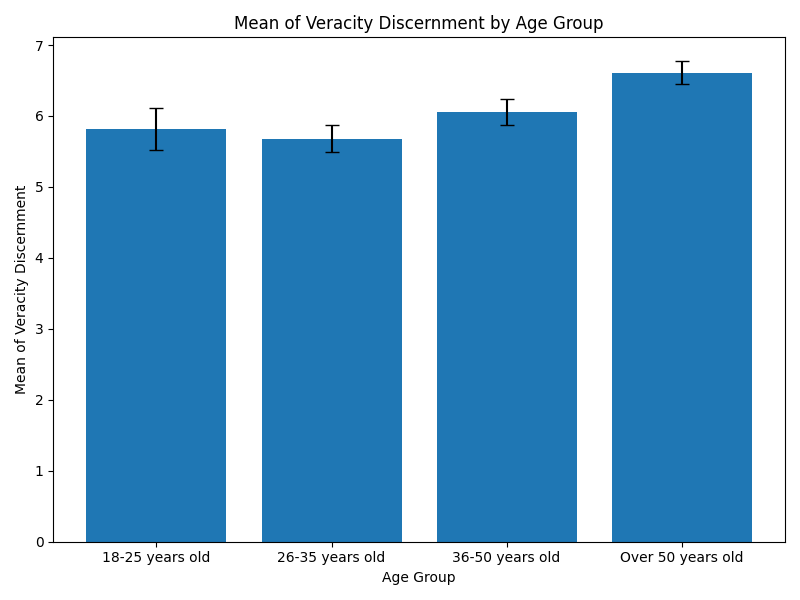 Mean of Veracity Discernment by Age Group
Mean of Veracity Discernment
7
6
5
4
3
2
1
0
18-25 years old
26-35 years old
36-50 years old
Over 50 years old
Age Group